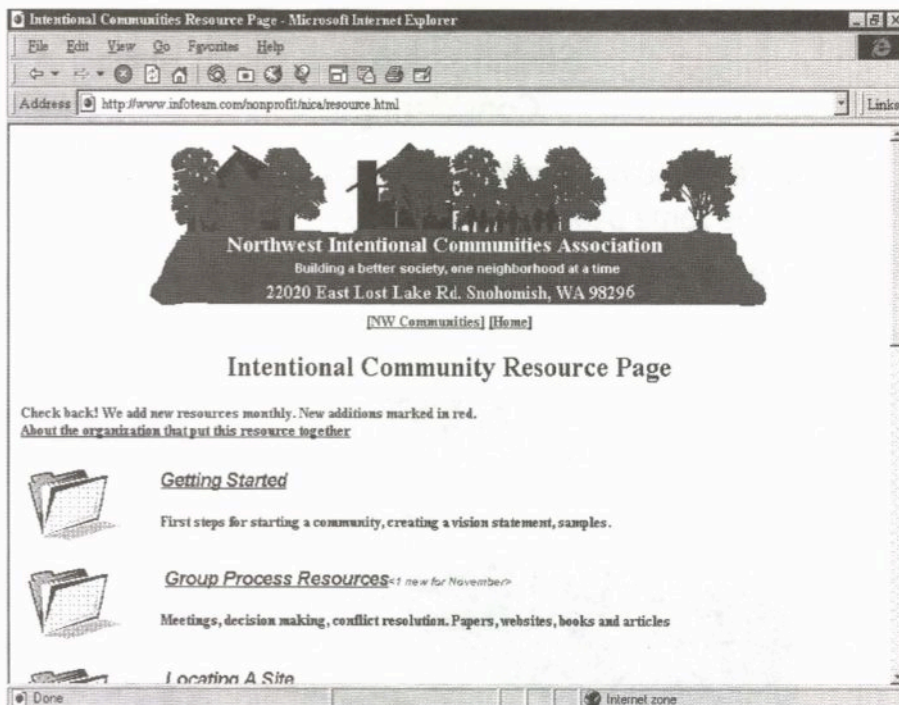 Intentional Communities Resource Page - Microsoft Internet Explorer
File Edit View Go Favorites Help
Address http://www.infoteam.com/nonprofit/nica/resource.html Links
Northwest Intentional Communities Association
Building a better society, one neighborhood at a time
22020 East Lost Lake Rd. Snohomish, WA 98296
[NW Communities] [Home]
Intentional Community Resource Page
Check back! We add new resources monthly. New additions marked in red.
About the organization that put this resource together
Getting Started
First steps for starting a community, creating a vision statement, samples.
Group Process Resources<1 new for November>
Meetings, decision making, conflict resolution. Papers, websites, books and articles
Locating A Site
Done Internet zone